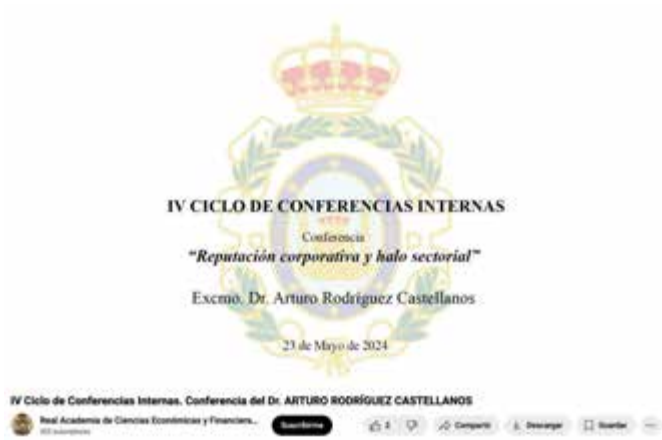 IV CICLO DE CONFERENCIAS INTERNAS
Conferencia
“Reputación corporativa y halo sectorial”
Excmo. Dr. Arturo Rodríguez Castellanos
23 de Mayo de 2024
IV Ciclo de Conferencias Internas. Conferencia del Dr. ARTURO RODRÍGUEZ CASTELLANOS
Real Academia de Ciencias Económicas y Financiera...
Suscribirme
Compartir
Descargar
Guardar